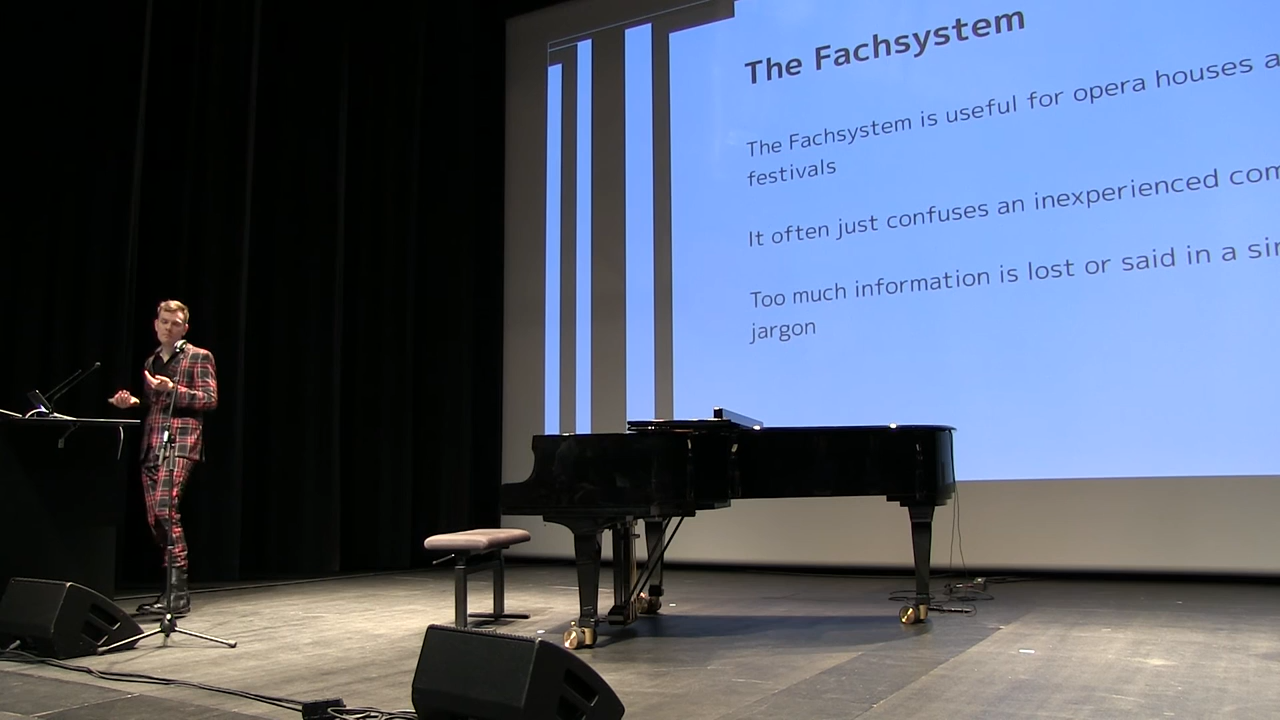 The Fachsystem
The Fachsystem is useful for opera houses
festivals
It often just confuses an inexperienced
Too much information is lost or said in a
jargon